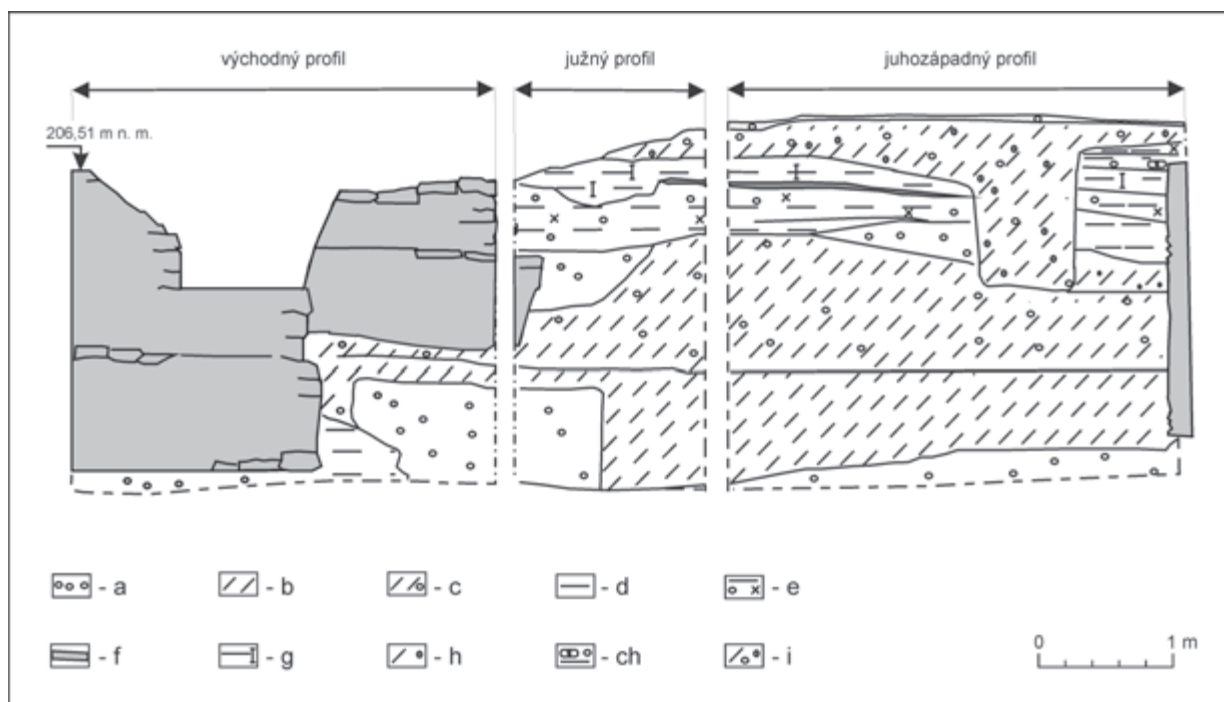 východný profil
južný profil
juhozápadný profil
206,51 m n. m.
- a
- b
- c
- d
- e
- f
- g
- h
- ch
- i
0
1 m